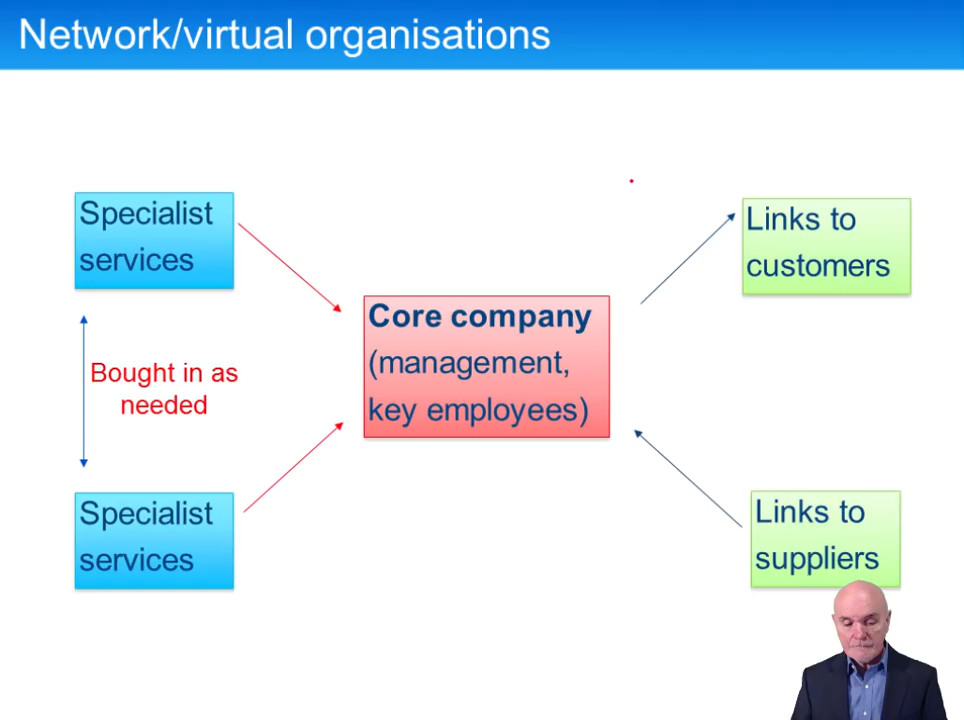 Network/virtual organisations
Specialist
services
Links to
customers
Core company
(management,
key employees)
Bought in as
needed
Specialist
services
Links to
suppliers